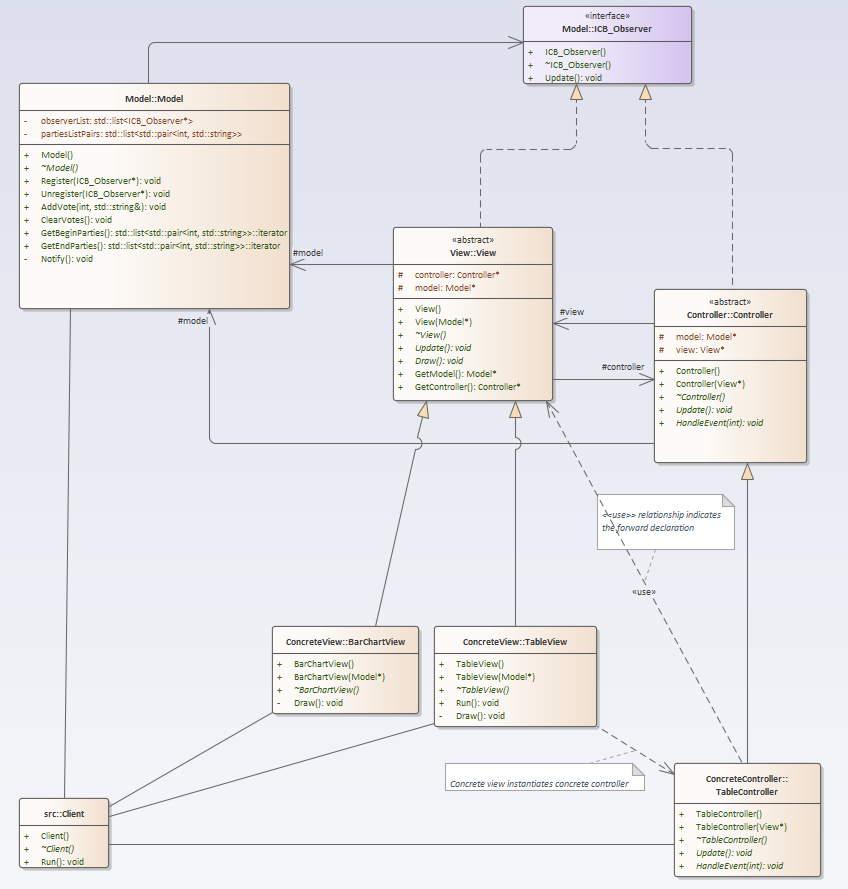 «interface»
Model::ICB_Observer
+ ICB_Observer()
+ ~ICB_Observer()
+ Update(): void
Model::Model
- observerList: std::list<ICB_Observer*>
- partiesListPairs: std::list<std::pair<int, std::string>>
+ Model()
+ ~Model()
+ Register(ICB_Observer*): void
+ Unregister(ICB_Observer*): void
+ AddVote(int, std::string&): void
+ ClearVotes(): void
+ GetBeginParties(): std::list<std::pair<int, std::string>>::iterator
+ GetEndParties(): std::list<std::pair<int, std::string>>::iterator
- Notify(): void
#model
#model
«abstract»
View::View
# controller: Controller*
# model: Model*
+ View()
+ View(Model*)
+ ~View()
+ Update(): void
+ Draw(): void
+ GetModel(): Model*
+ GetController(): Controller*
#view
#controller
«abstract»
Controller::Controller
# model: Model*
# view: View*
+ Controller()
+ Controller(View*)
+ ~Controller()
+ Update(): void
+ HandleEvent(int): void
<<use>> relationship indicates
the forward declaration
«use»
ConcreteView::BarChartView
+ BarChartView()
+ BarChartView(Model*)
+ ~BarChartView()
- Draw(): void
ConcreteView::TableView
+ TableView()
+ TableView(Model*)
+ ~TableView()
+ Run(): void
- Draw(): void
Concrete view instantiates concrete controller
src::Client
+ Client()
+ ~Client()
+ Run(): void
ConcreteController::
TableController
+ TableController()
+ TableController(View*)
+ ~TableController()
+ Update(): void
+ HandleEvent(int): void